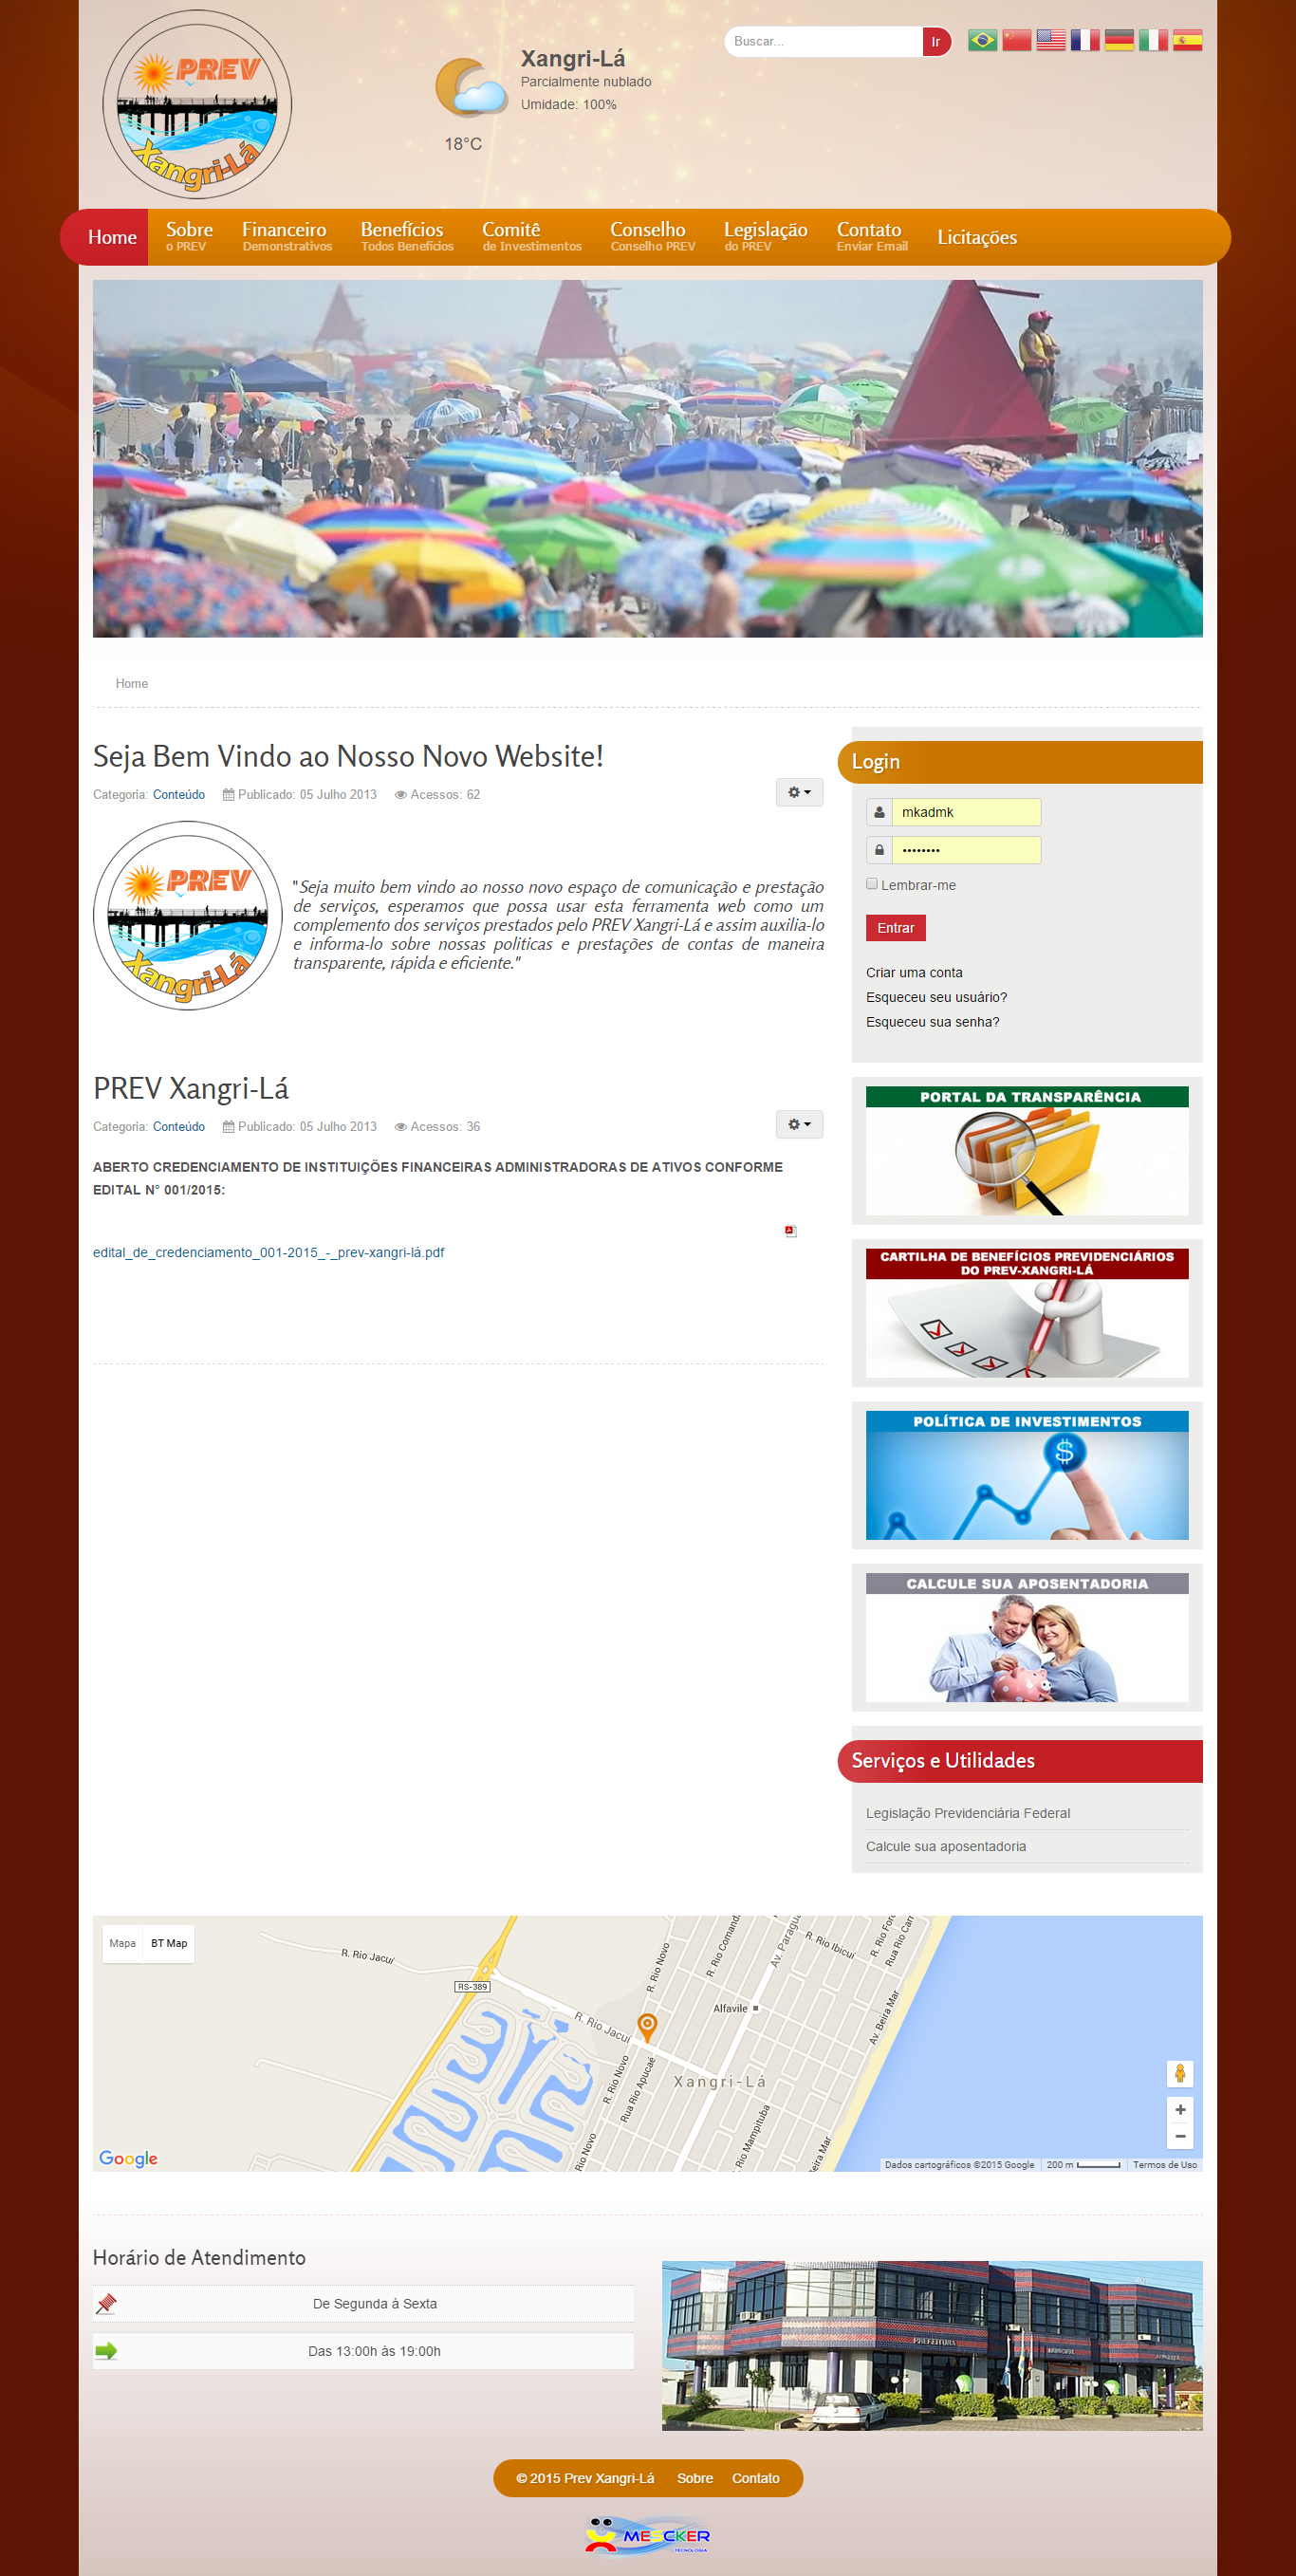 PREV
Xangri-Lá
Xangri-Lá
Parcialmente nublado
Umidade: 100%
18°C
Buscar...
Ir
Home
Sobre
o PREV
Financeiro
Demonstrativos
Benefícios
Todos Benefícios
Comitê
de Investimentos
Conselho
Conselho PREV
Legislação
do PREV
Contato
Enviar Email
Licitações
Home
Seja Bem Vindo ao Nosso Novo Website!
Categoria: Conteúdo Publicado: 05 Julho 2013 Acessos: 62
PREV
Xangri-Lá
"Seja muito bem vindo ao nosso novo espaço de comunicação e prestação
de serviços, esperamos que possa usar esta ferramenta web como um
complemento dos serviços prestados pelo PREV Xangri-Lá e assim auxilia-lo
e informa-lo sobre nossas politicas e prestações de contas de maneira
transparente, rápida e eficiente."
PREV Xangri-Lá
Categoria: Conteúdo Publicado: 05 Julho 2013 Acessos: 36
ABERTO CREDENCIAMENTO DE INSTITUIÇÕES FINANCEIRAS ADMINISTRADORAS DE ATIVOS CONFORME
EDITAL N° 001/2015:
edital_de_credenciamento_001-2015_-_prev-xangri-lá.pdf
Login
mkadmk
••••••••
Lembrar-me
Entrar
Criar uma conta
Esqueceu seu usuário?
Esqueceu sua senha?
PORTAL DA TRANSPARÊNCIA
CARTILHA DE BENEFÍCIOS PREVIDENCIÁRIOS
DO PREV-XANGRI-LÁ
POLÍTICA DE INVESTIMENTOS
$
CALCULE SUA APOSENTADORIA
Serviços e Utilidades
Legislação Previdenciária Federal
Calcule sua aposentadoria
Mapa
BT Map
R. Rio Jacuí
RS-389
R. Rio Jacuí
R. Rio Novo
R. Rio Novo
Rua Rio Apucaé
Rio Novo
R. Rio Comand
Av. Paragua
R. Rio Ibicuí
R. Rio Foro
Rua Rio Carr
Av. Beira Mar
Alfavile
Xangri-Lá
R. Rio Mampituba
Beira Mar
+
−
Google
Dados cartográficos ©2015 Google
200 m
Termos de Uso
Horário de Atendimento
De Segunda à Sexta
Das 13:00h às 19:00h
PREFEITURA
MUNICIPAL
© 2015 Prev Xangri-Lá Sobre Contato
MESCKER
TECNOLOGIA